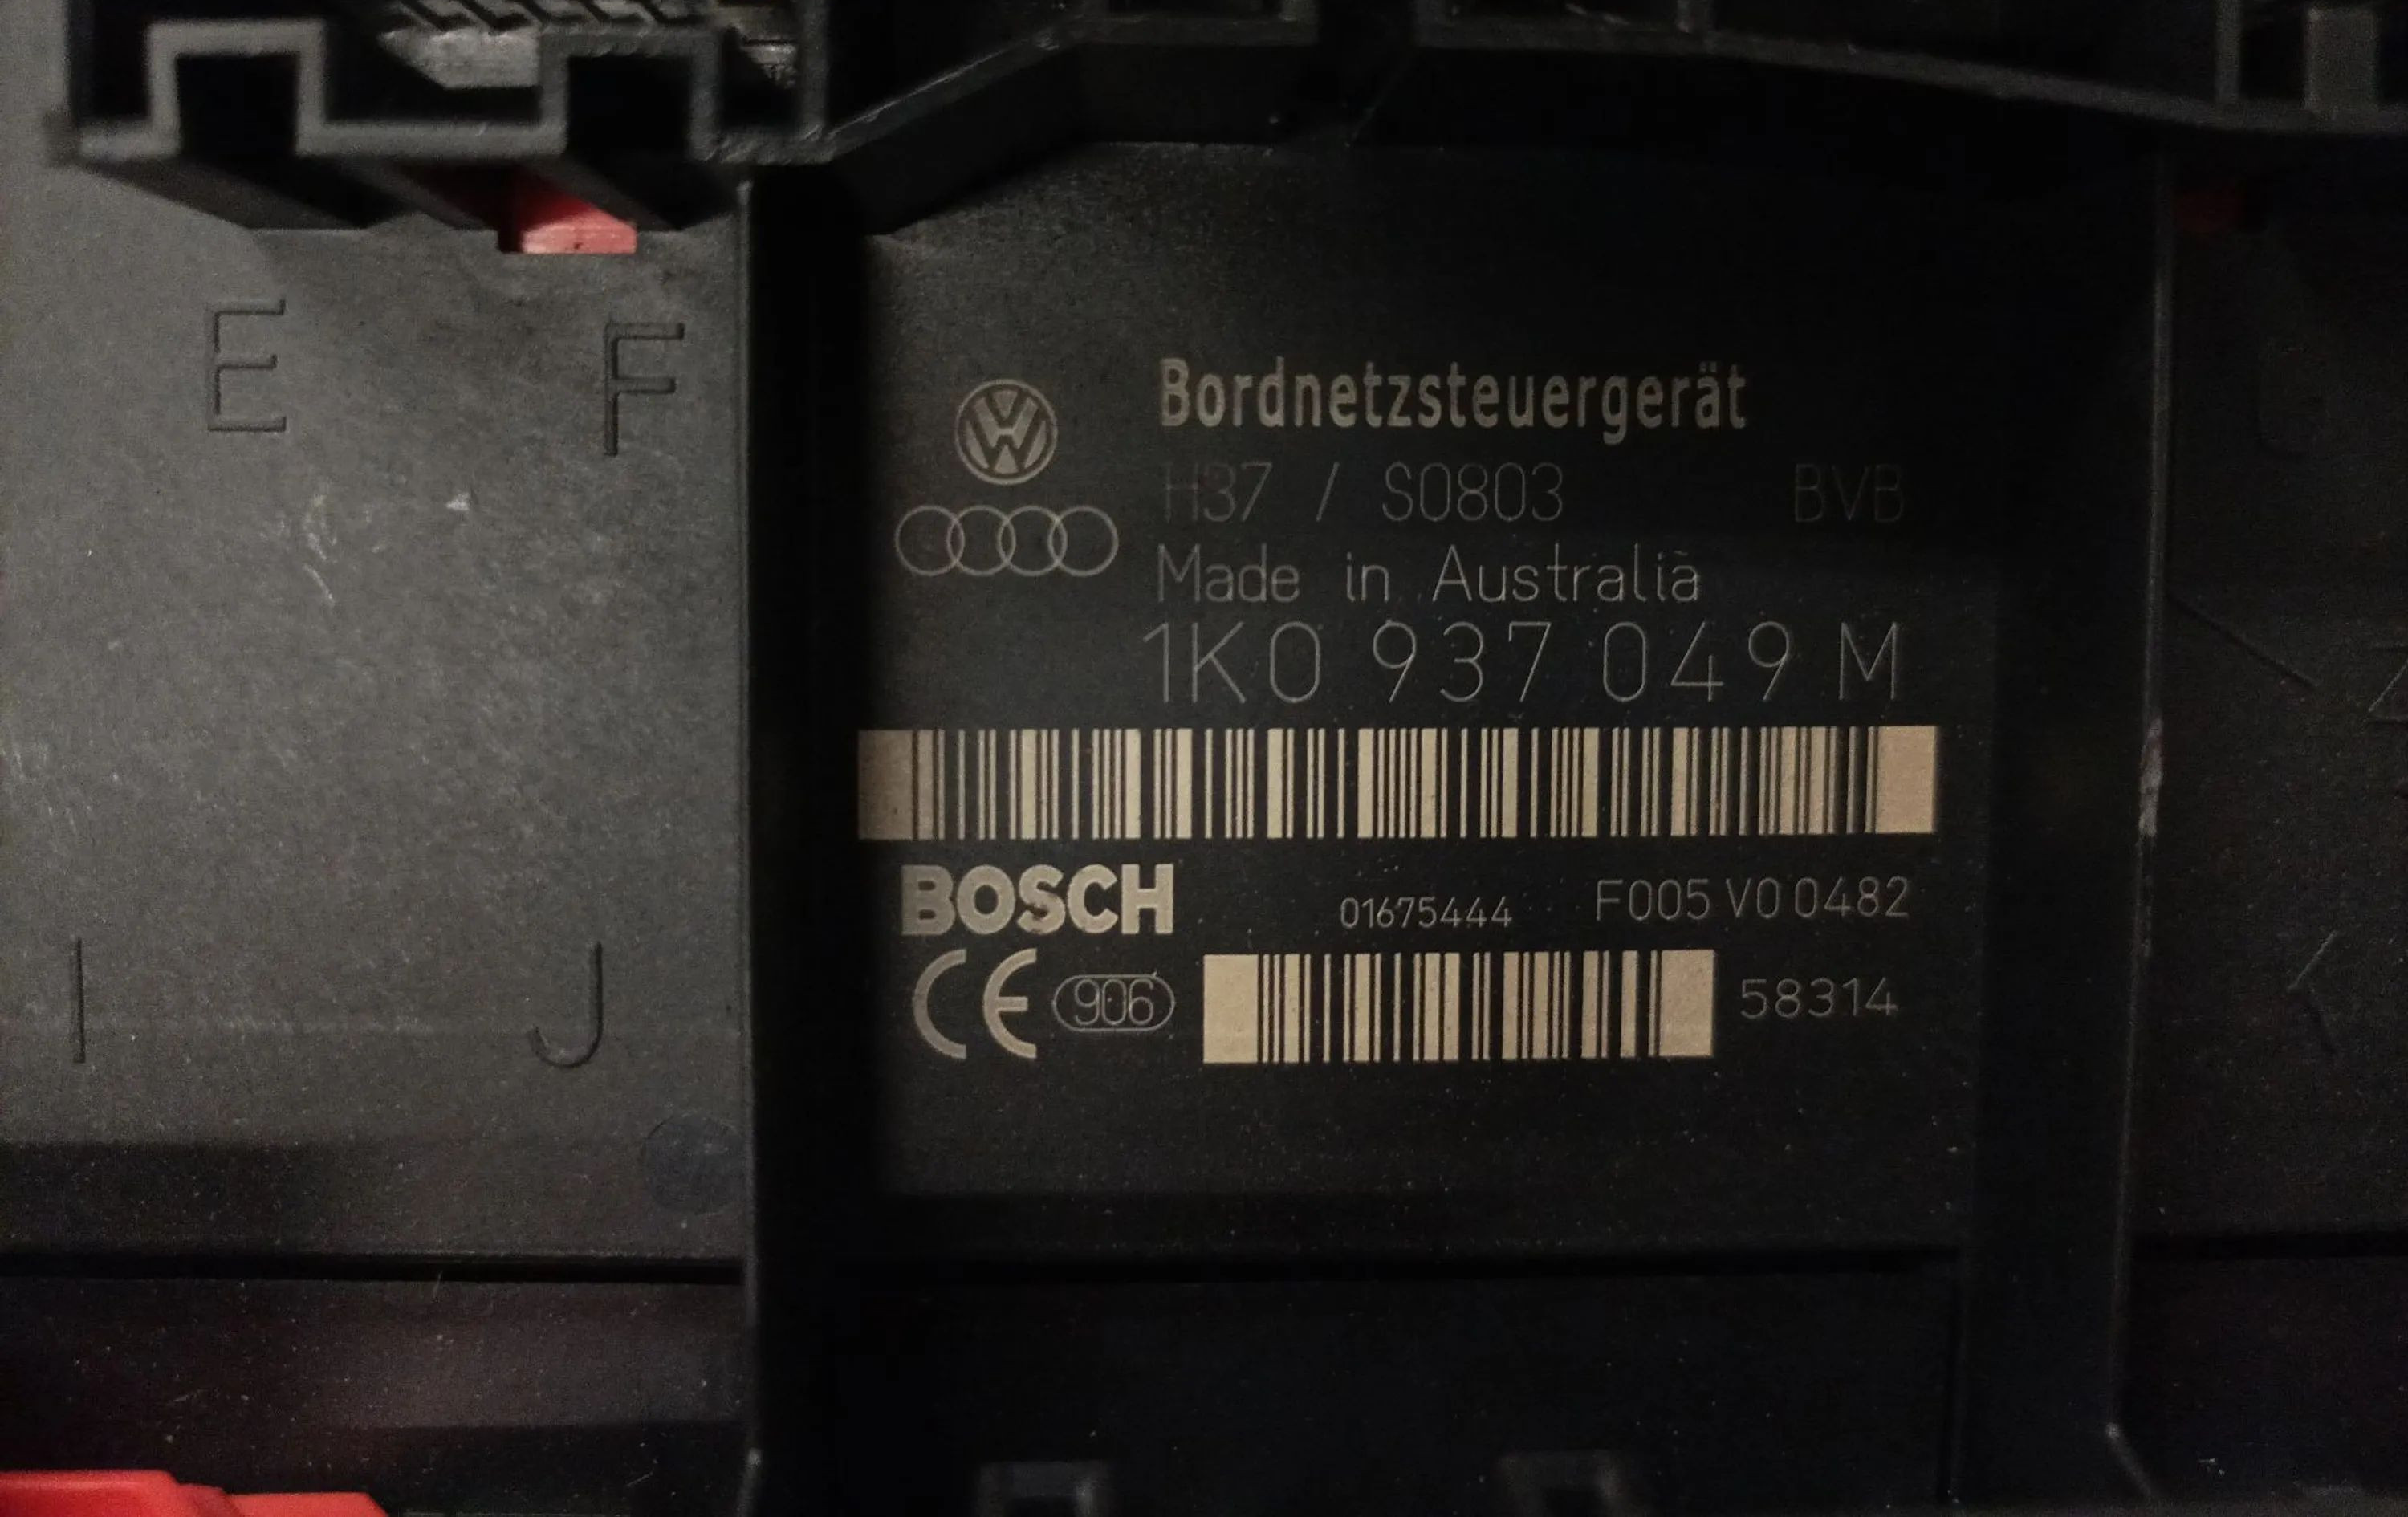 E
F
Bordnetzsteuergerät
H37 / S0803 BVB
Made in Australia
1K0 937 049 M
BOSCH 01675444 F005 V0 0482
CE 906 58314
I
J